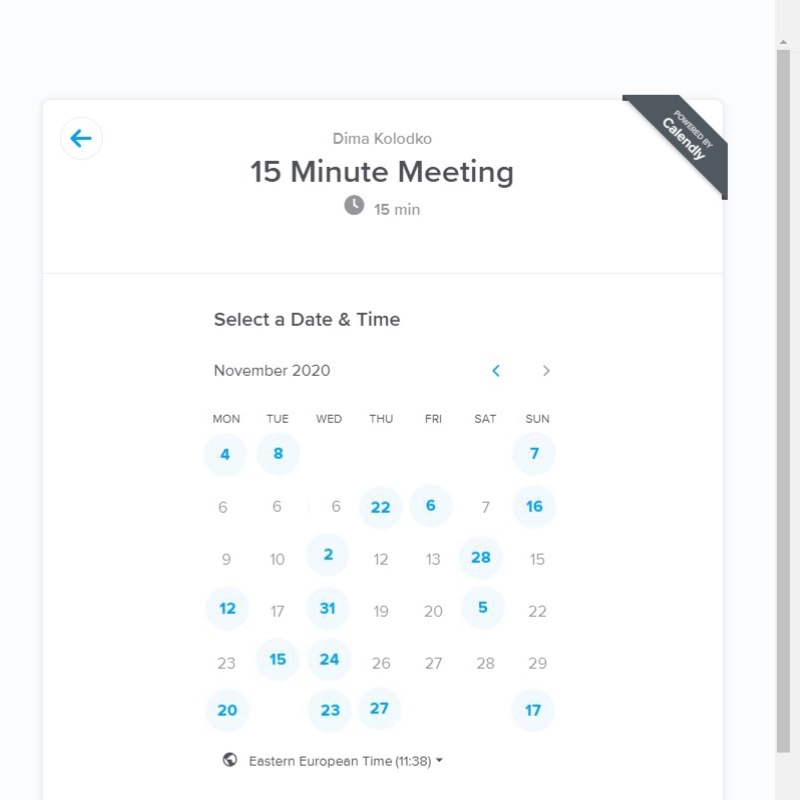 POWERED BY
Calendly
Dima Kolodko
15 Minute Meeting
15 min
Select a Date & Time
November 2020
MON TUE WED THU FRI SAT SUN
4 8 7
6 6 6 22 6 7 16
9 10 2 12 13 28 15
12 17 31 19 20 5 22
23 15 24 26 27 28 29
20 23 27 17
Eastern European Time (11:38)